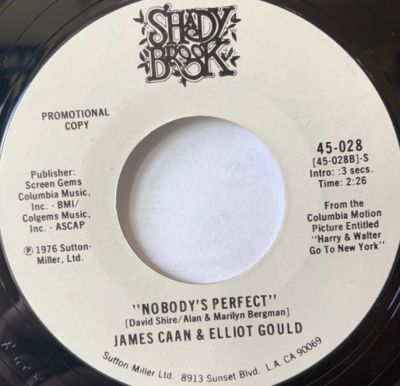 SHADY
BROOK
PROMOTIONAL
COPY
Publisher:
Screen Gems
Columbia Music,
Inc. - BMI/
Colgems Music,
Inc. - ASCAP
℗ 1976 Sutton-
Miller, Ltd.
45-028
[45-028B]-S
Intro: :3 secs.
Time: 2:26
From the
Columbia Motion
Picture Entitled
"Harry & Walter
Go To New York"
"NOBODY'S PERFECT"
[David Shire/Alan & Marilyn Bergman]
JAMES CAAN & ELLIOT GOULD
Sutton-Miller Ltd. 8913 Sunset Blvd. L.A. CA 90069